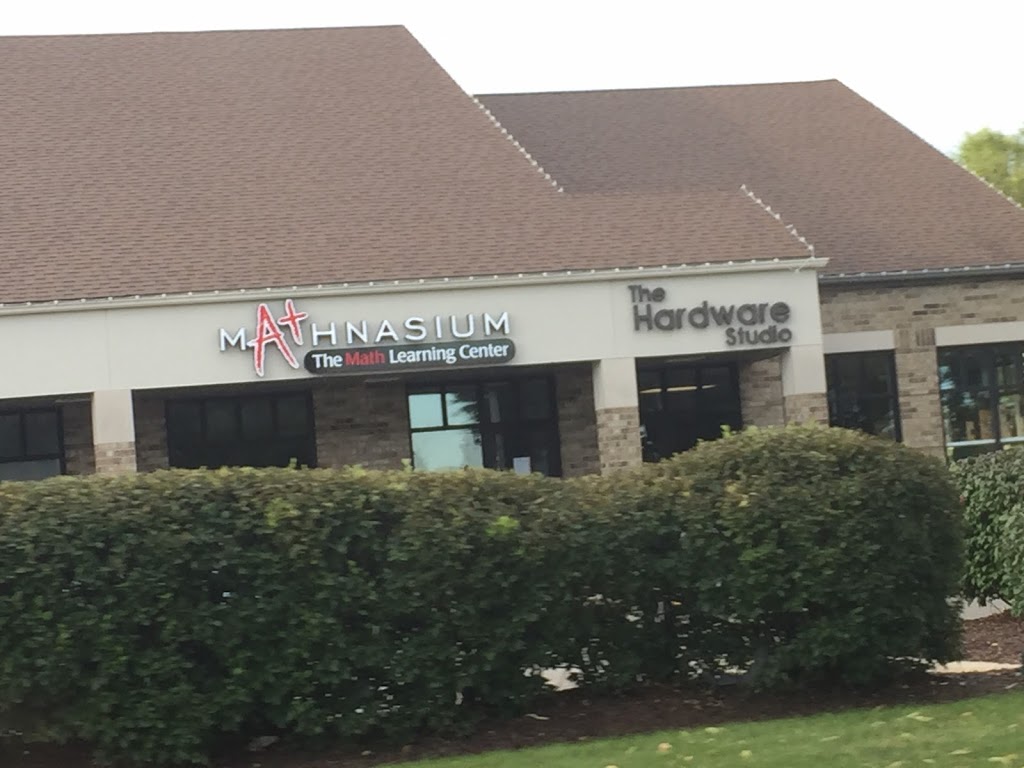 MAtHNASIUM
The Math Learning Center
The
Hardware
Studio